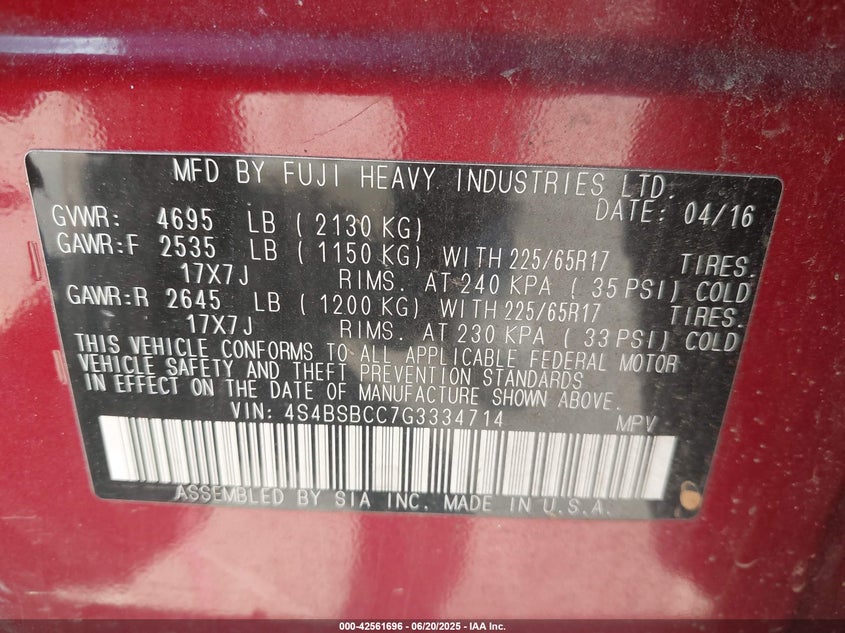 MFD BY FUJI HEAVY INDUSTRIES LTD.
DATE: 04/16
GVWR: 4695 LB ( 2130 KG)
GAWR:F 2535 LB ( 1150 KG) WITH 225/65R17 TIRES.
17X7J RIMS. AT 240 KPA ( 35 PSI) COLD
GAWR:R 2645 LB ( 1200 KG) WITH 225/65R17 TIRES.
17X7J RIMS. AT 230 KPA ( 33 PSI) COLD
THIS VEHICLE CONFORMS TO ALL APPLICABLE FEDERAL MOTOR
VEHICLE SAFETY AND THEFT PREVENTION STANDARDS
IN EFFECT ON THE DATE OF MANUFACTURE SHOWN ABOVE.
VIN: 4S4BSBCC7G3334714 MPV
ASSEMBLED BY SIA INC. MADE IN U.S.A.
000-42561696 - 06/20/2025 - IAA Inc.